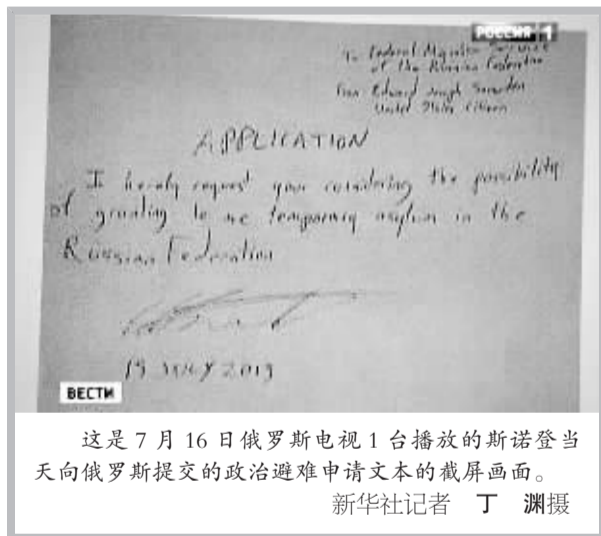 РОССИЯ 1
To Federal Migration Service
of the Russian Federation
From Edward Joseph Snowden
United States Citizen
APPLICATION
I hereby request your considering the possibility
of granting to me temporary asylum in the
Russian Federation
JULY 2013
ВЕСТИ
这是7月16日俄罗斯电视1台播放的斯诺登当
天向俄罗斯提交的政治避难申请文本的截屏画面。
新华社记者 丁 渊摄